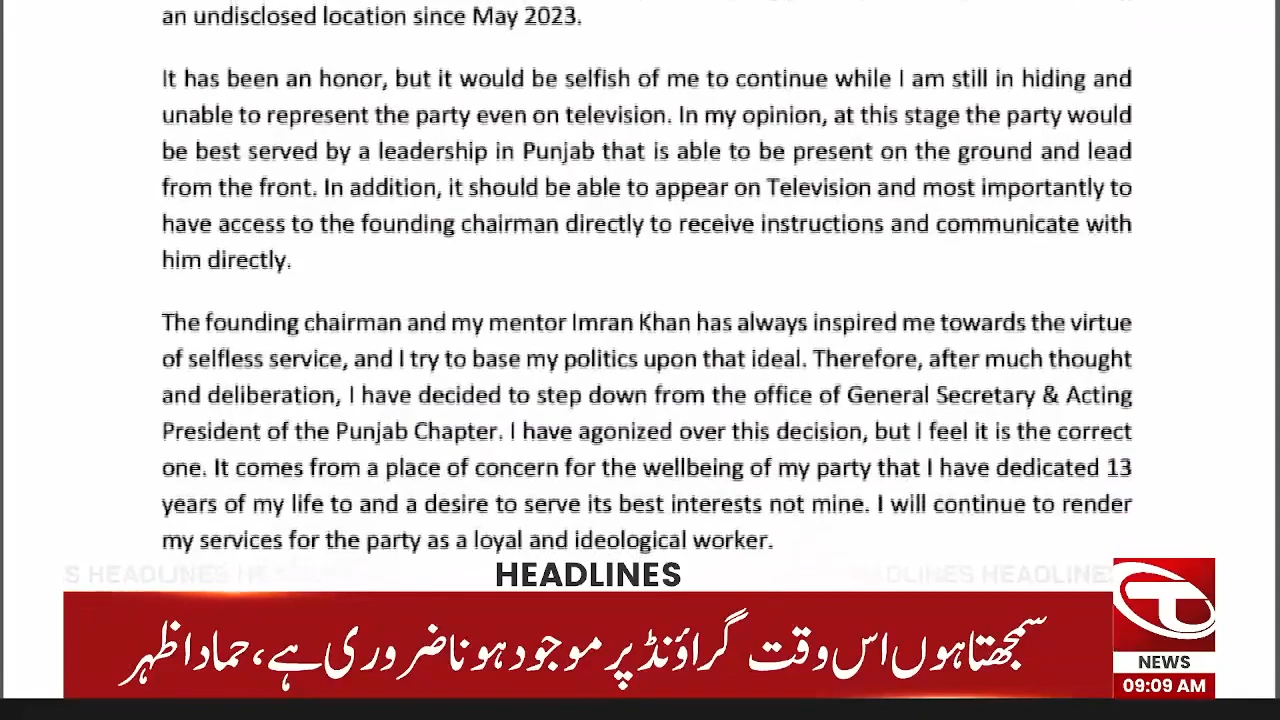 an undisclosed location since May 2023.
It has been an honor, but it would be selfish of me to continue while I am still in hiding and
unable to represent the party even on television. In my opinion, at this stage the party would
be best served by a leadership in Punjab that is able to be present on the ground and lead
from the front. In addition, it should be able to appear on Television and most importantly to
have access to the founding chairman directly to receive instructions and communicate with
him directly.
The founding chairman and my mentor Imran Khan has always inspired me towards the virtue
of selfless service, and I try to base my politics upon that ideal. Therefore, after much thought
and deliberation, I have decided to step down from the office of General Secretary & Acting
President of the Punjab Chapter. I have agonized over this decision, but I feel it is the correct
one. It comes from a place of concern for the wellbeing of my party that I have dedicated 13
years of my life to and a desire to serve its best interests not mine. I will continue to render
my services for the party as a loyal and ideological worker.
S HEADLINES HE DLINES HEADLINE
HEADLINES
سمجھتا ہوں اس وقت گراؤنڈ پر موجود ہونا ضروری ہے، حماد اظہر
NEWS
09:09 AM